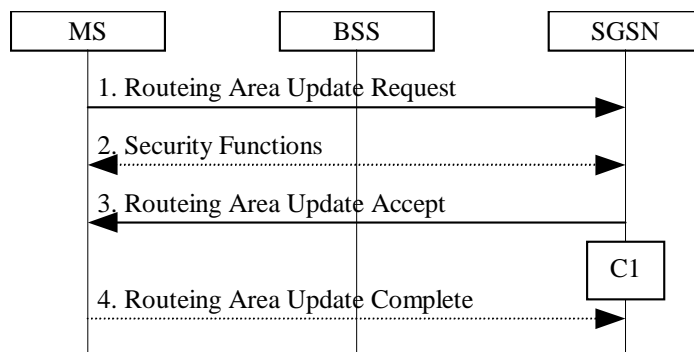 MS
BSS
SGSN
1. Routeing Area Update Request
2. Security Functions
3. Routeing Area Update Accept
C1
4. Routeing Area Update Complete